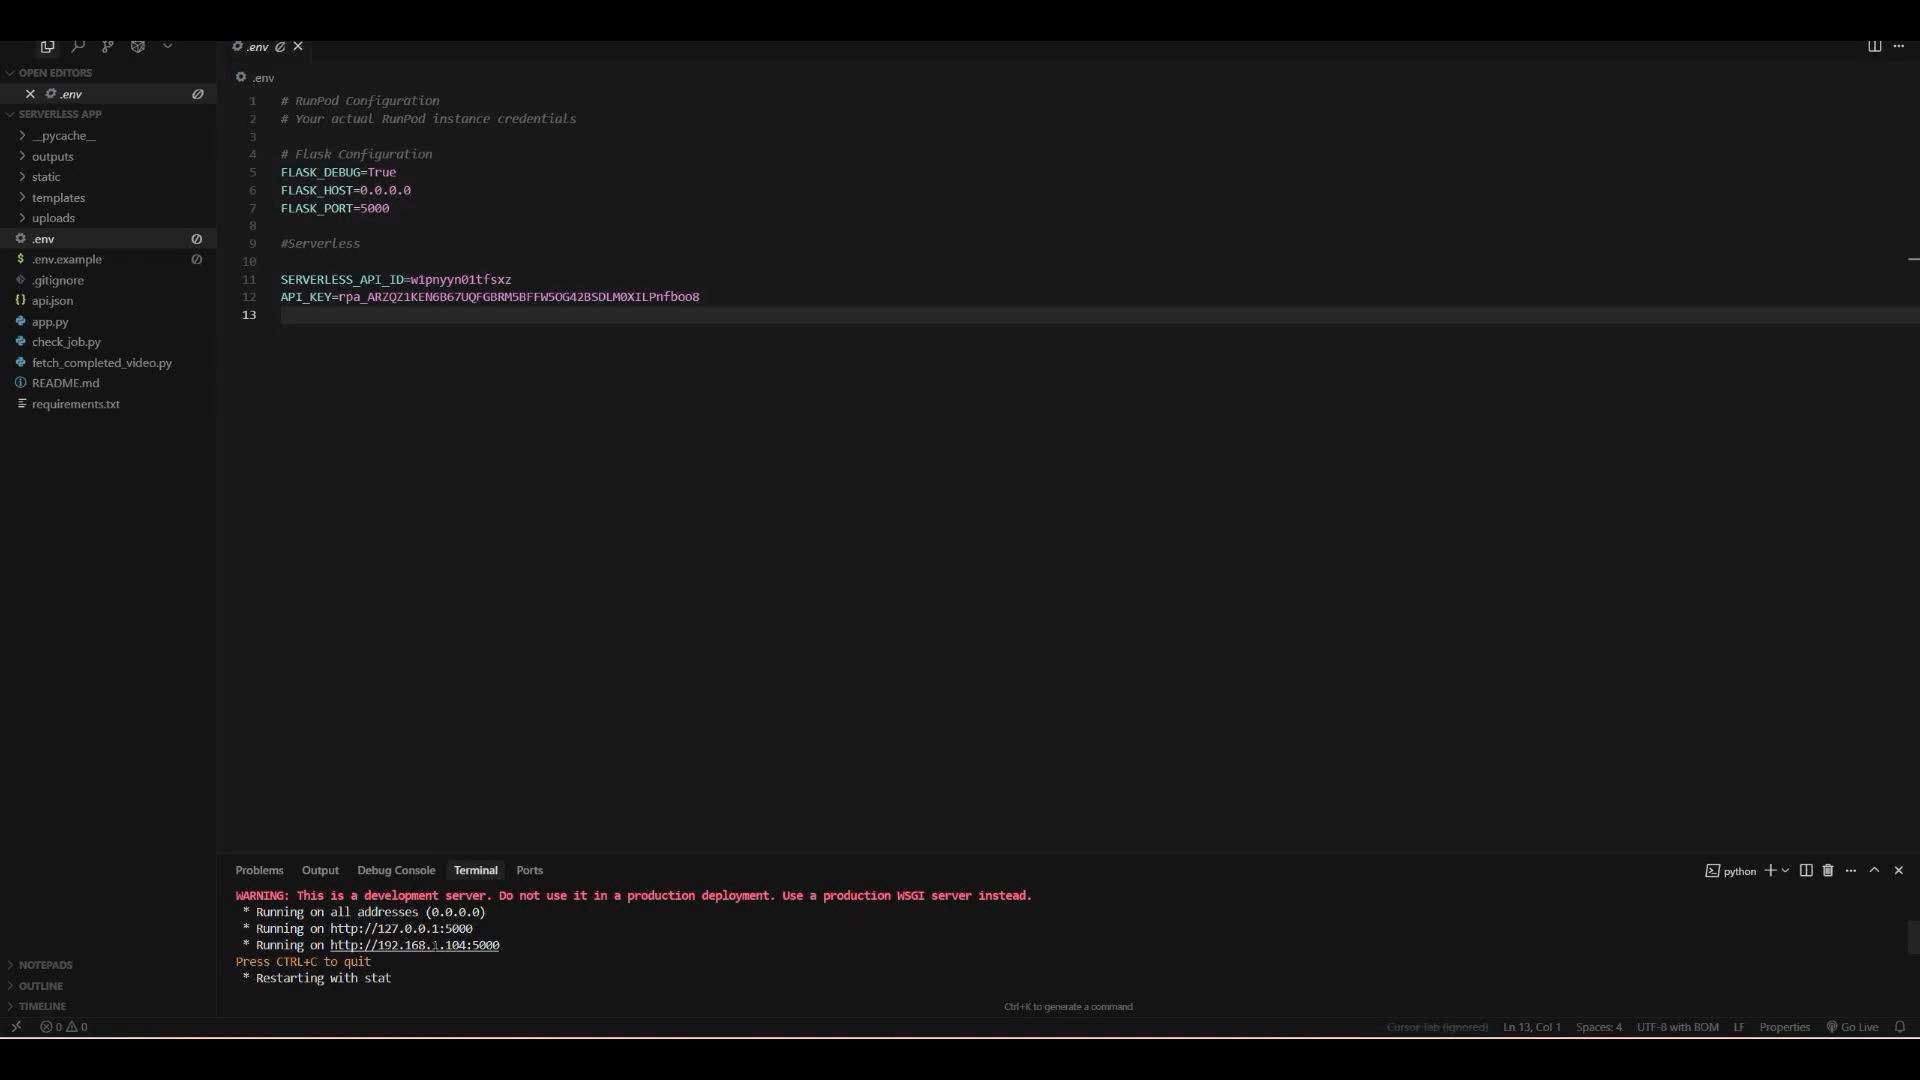 .env
OPEN EDITORS
.env
.env
SERVERLESS APP
__pycache__
outputs
static
templates
uploads
.env
.env.example
.gitignore
api.json
app.py
check_job.py
fetch_completed_video.py
README.md
requirements.txt
NOTEPADS
OUTLINE
TIMELINE
1 # RunPod Configuration
2 # Your actual RunPod instance credentials
3
4 # Flask Configuration
5 FLASK_DEBUG=True
6 FLASK_HOST=0.0.0.0
7 FLASK_PORT=5000
8
9 #Serverless
10
11 SERVERLESS_API_ID=w1pnyyn01tfsxz
12 API_KEY=rpa_ARZQZ1KEN6B67UQFGBRM5BFFW5OG42BSDLM0XILPnfboo8
13
Problems Output Debug Console Terminal Ports
python
WARNING: This is a development server. Do not use it in a production deployment. Use a production WSGI server instead.
* Running on all addresses (0.0.0.0)
* Running on http://127.0.0.1:5000
* Running on http://192.168.1.104:5000
Press CTRL+C to quit
* Restarting with stat
Ctrl+K to generate a command
0 0
Cursor Tab (Ignored) Ln 13, Col 1 Spaces: 4 UTF-8 with BOM LF Properties Go Live